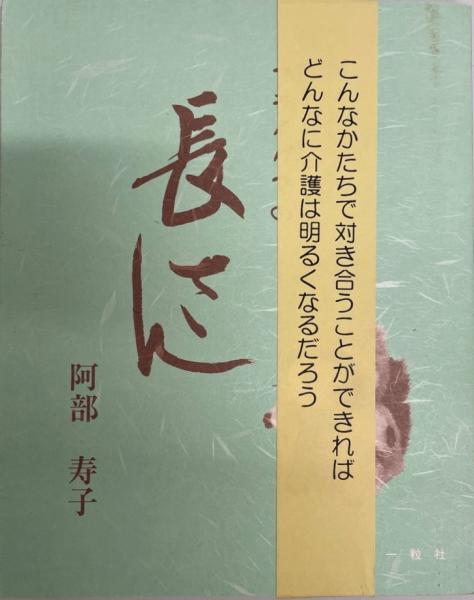 こんなかたちで対き合うことができれば
どんなに介護は明るくなるだろう
長さん
阿部 寿子
一粒社